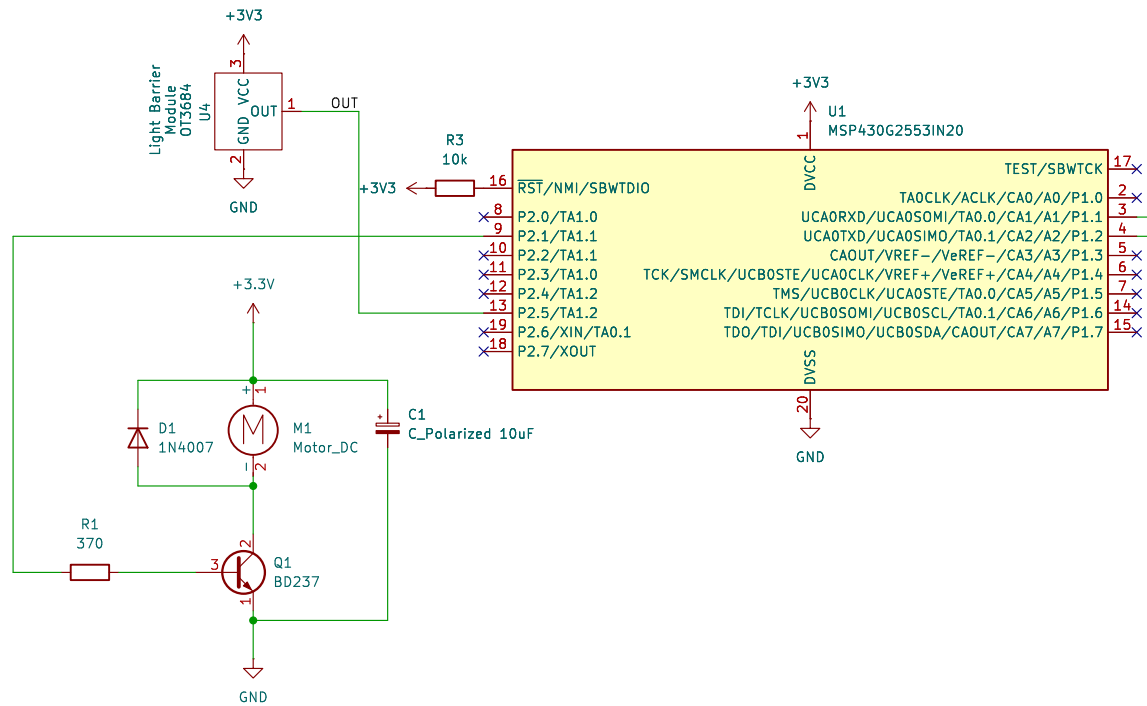 +3V3
Light Barrier
Module
OT3684
U4
3
VCC
OUT
1
OUT
GND
2
GND
+3V3
U1
MSP430G2553IN20
1
DVCC
R3
10k
+3V3
16
RST/NMI/SBWTDIO
8
P2.0/TA1.0
9
P2.1/TA1.1
10
P2.2/TA1.1
11
P2.3/TA1.0
12
P2.4/TA1.2
13
P2.5/TA1.2
19
P2.6/XIN/TA0.1
18
P2.7/XOUT
TEST/SBWTCK
17
TA0CLK/ACLK/CA0/A0/P1.0
2
UCA0RXD/UCA0SOMI/TA0.0/CA1/A1/P1.1
3
UCA0TXD/UCA0SIMO/TA0.1/CA2/A2/P1.2
4
CAOUT/VREF-/VeREF-/CA3/A3/P1.3
5
TCK/SMCLK/UCB0STE/UCA0CLK/VREF+/VeREF+/CA4/A4/P1.4
6
TMS/UCB0CLK/UCA0STE/TA0.0/CA5/A5/P1.5
7
TDI/TCLK/UCB0SOMI/UCB0SCL/TA0.1/CA6/A6/P1.6
14
TDO/TDI/UCB0SIMO/UCB0SDA/CAOUT/CA7/A7/P1.7
15
DVSS
20
GND
+3.3V
+
1
D1
1N4007
M
M1
Motor_DC
-
2
+
C1
C_Polarized 10uF
R1
370
3
2
Q1
BD237
1
GND